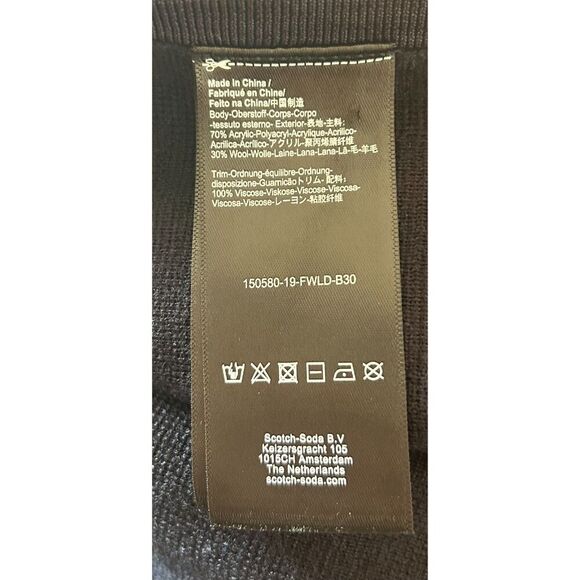 Made in China /
Fabriqué en Chine/
Feito na China/中国制造
Body-Oberstoff-Corps-Corpo
-tessuto esterno- Exterior-表地-主料:
70% Acrylic-Polyacryl-Acrylique-Acrilico-
Acrílica-Acrílico-アクリル-聚丙烯腈纤维
30% Wool-Wolle-Laine-Lana-Lana-Lã-毛-羊毛
Trim-Ordnung-équilibre-Ordnung-
disposizione-Guarnicão トリム- 配料:
100% Viscose-Viskose-Viscose-Viscosa-
Viscosa-Viscose-レーヨン-粘胶纤维
150580-19-FWLD-B30
Scotch-Soda B.V
Keizersgracht 105
1015CH Amsterdam
The Netherlands
scotch-soda.com